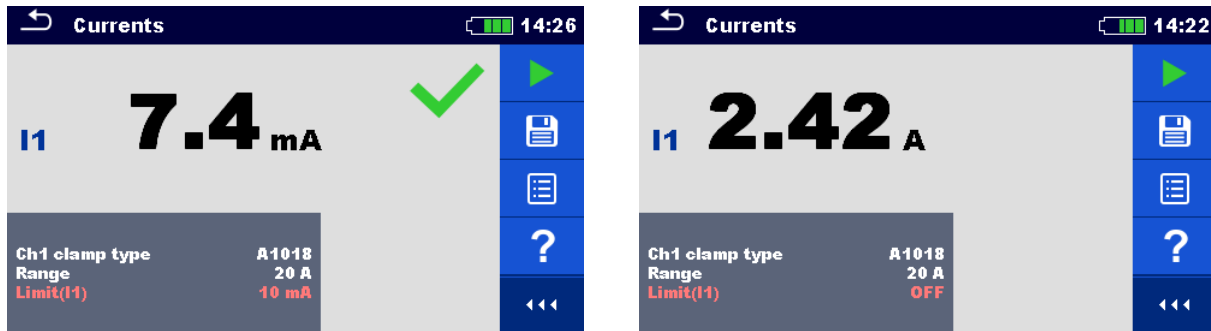 Currents 14:26
I1 7.4 mA
Ch1 clamp type A1018
Range 20 A
Limit(I1) 10 mA
?
Currents 14:22
I1 2.42 A
Ch1 clamp type A1018
Range 20 A
Limit(I1) OFF
?